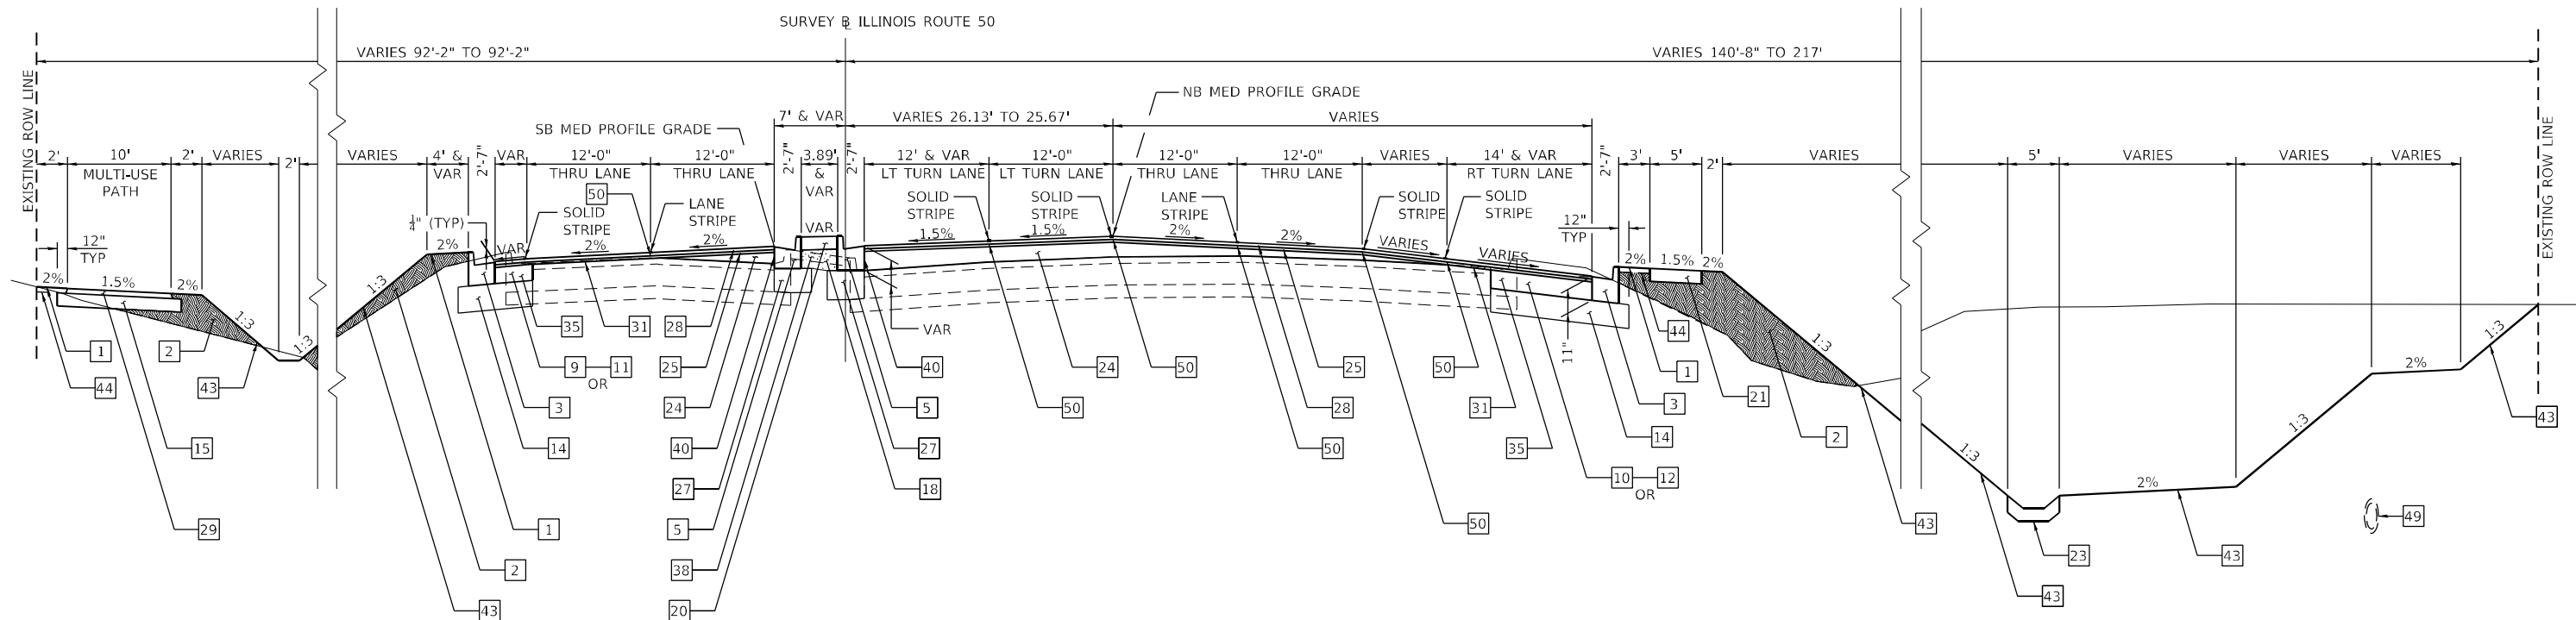 SURVEY ℄ ILLINOIS ROUTE 50
VARIES 92'-2" TO 92'-2"
VARIES 140'-8" TO 217'
EXISTING ROW LINE
EXISTING ROW LINE
NB MED PROFILE GRADE
SB MED PROFILE GRADE
7' & VAR
VARIES 26.13' TO 25.67'
VARIES
2'
10'
MULTI-USE
PATH
2'
VARIES
2'
VARIES
4' &
VAR
2'-7"
VAR
12'-0"
THRU LANE
12'-0"
THRU LANE
2'-7"
3.89'
&
VAR
2'-7"
12' & VAR
LT TURN LANE
12'-0"
LT TURN LANE
12'-0"
THRU LANE
12'-0"
THRU LANE
VARIES
14' & VAR
RT TURN LANE
2'-7"
3'
5'
2'
VARIES
5'
VARIES
VARIES
VARIES
50
SOLID
STRIPE
LANE
STRIPE
SOLID
STRIPE
SOLID
STRIPE
LANE
STRIPE
SOLID
STRIPE
SOLID
STRIPE
1/4" (TYP)
12"
TYP
12"
TYP
2%
1.5%
2%
1:3
1:3
1:3
2%
VAR
2%
2%
VAR
1.5%
1.5%
2%
2%
VARIES
VARIES
2%
1.5%
2%
1:3
1:3
2%
1:3
2%
1:3
VAR
11"
1
2
44
43
15
29
35
31
28
9
OR
11
25
3
24
14
40
27
1
5
2
38
43
20
40
5
27
18
24
50
50
25
28
50
50
31
35
50
44
1
3
21
14
2
10
OR
12
43
43
23
43
49
43